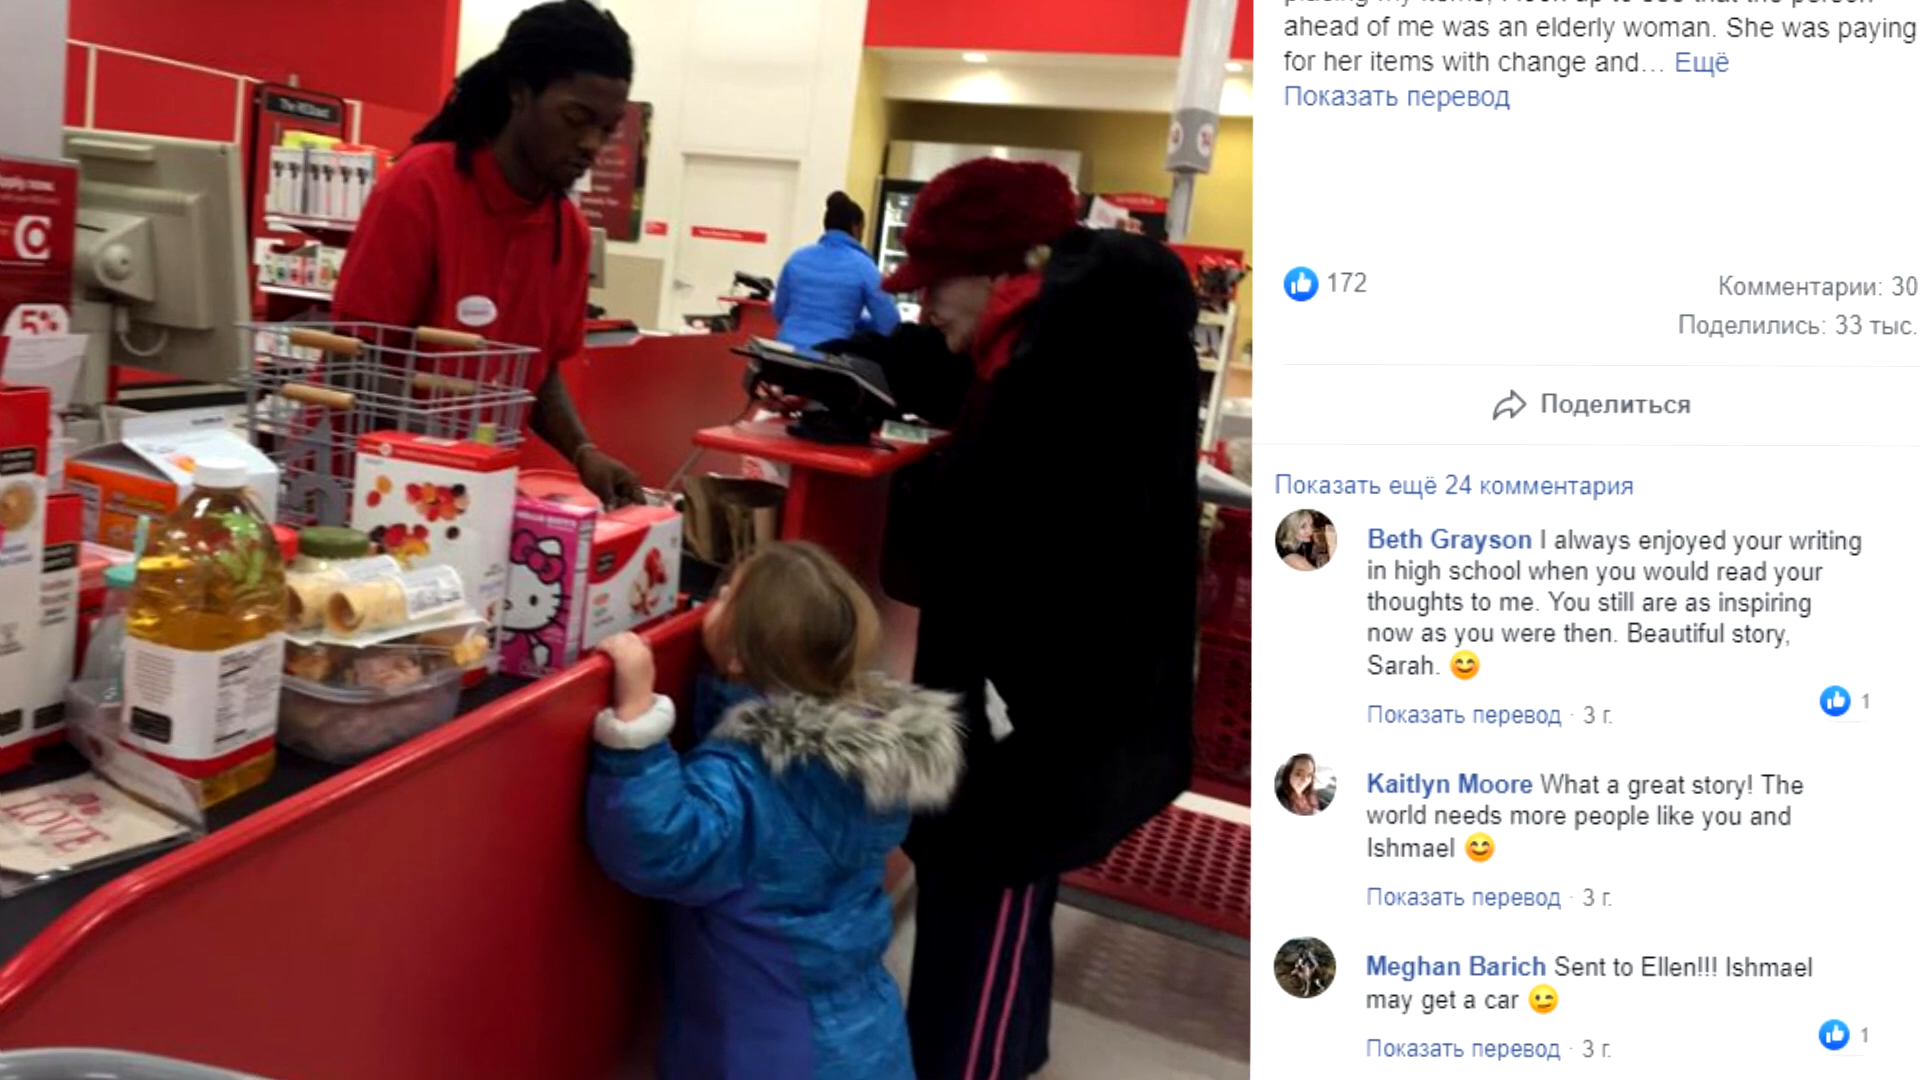 ahead of me was an elderly woman. She was paying
for her items with change and… Ещё
Показать перевод
172
Комментарии: 30
Поделились: 33 тыс.
Поделиться
Показать ещё 24 комментария
Beth Grayson I always enjoyed your writing
in high school when you would read your
thoughts to me. You still are as inspiring
now as you were then. Beautiful story,
Sarah. 😊
Показать перевод · 3 г.
1
Kaitlyn Moore What a great story! The
world needs more people like you and
Ishmael 😊
Показать перевод · 3 г.
Meghan Barich Sent to Ellen!!! Ishmael
may get a car 😉
Показать перевод · 3 г.
1
5%
HELLO KITTY
LOVE